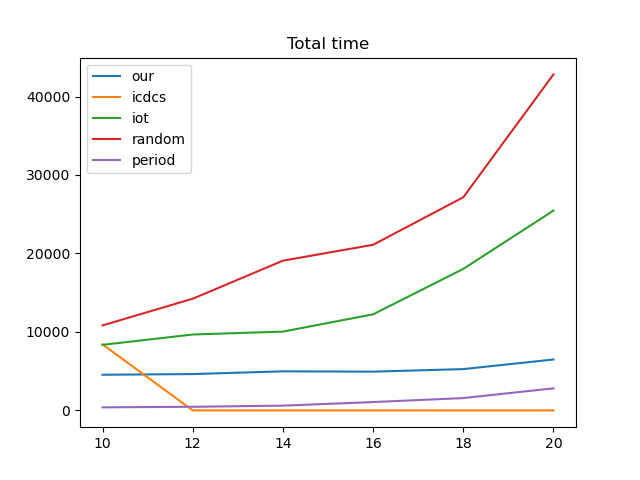 Total time
our
icdcs
iot
random
period
40000
30000
20000
10000
0
10 12 14 16 18 20